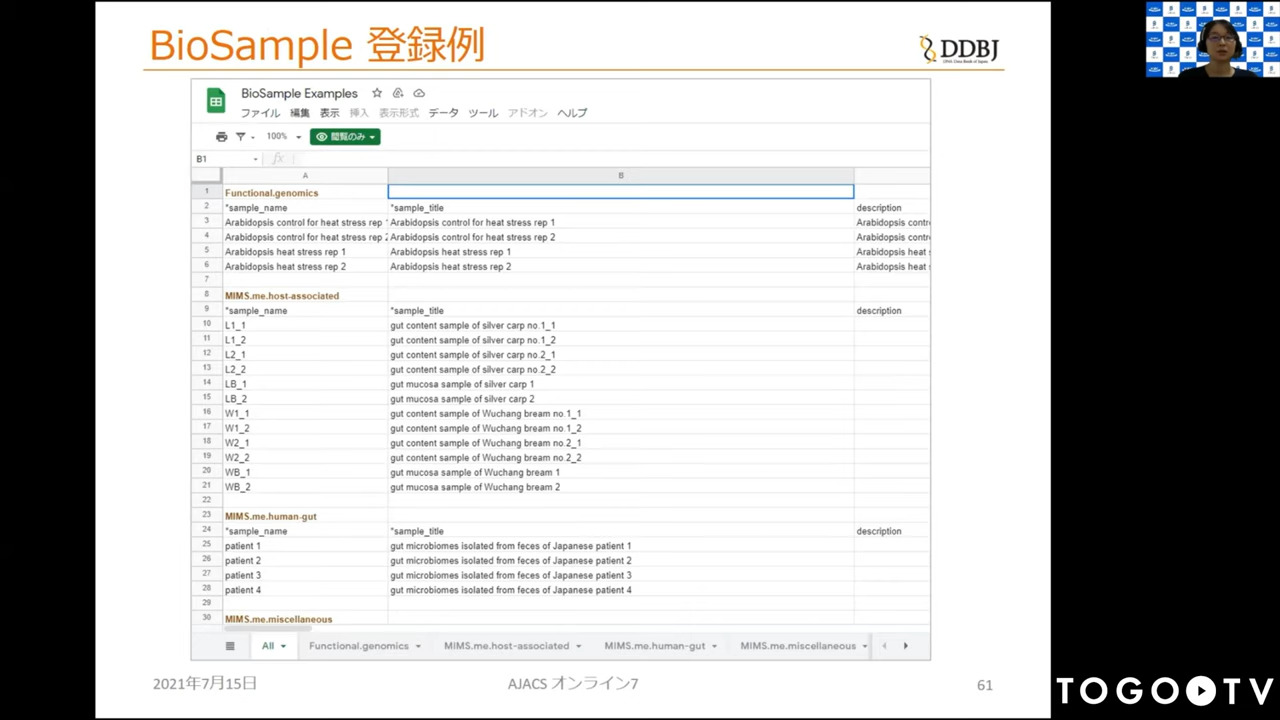 BioSample 登録例
DDBJ
DNA Data Bank of Japan
BioSample Examples
ファイル 編集 表示 挿入 表示形式 データ ツール アドオン ヘルプ
100% 閲覧のみ
B1 fx
A B
1 Functional.genomics
2 *sample_name *sample_title description
3 Arabidopsis control for heat stress rep 1 Arabidopsis control for heat stress rep 1 Arabidopsis contr
4 Arabidopsis control for heat stress rep 2 Arabidopsis control for heat stress rep 2 Arabidopsis contr
5 Arabidopsis heat stress rep 1 Arabidopsis heat stress rep 1 Arabidopsis heat s
6 Arabidopsis heat stress rep 2 Arabidopsis heat stress rep 2 Arabidopsis heat s
7
8 MIMS.me.host-associated
9 *sample_name *sample_title description
10 L1_1 gut content sample of silver carp no.1_1
11 L1_2 gut content sample of silver carp no.1_2
12 L2_1 gut content sample of silver carp no.2_1
13 L2_2 gut content sample of silver carp no.2_2
14 LB_1 gut mucosa sample of silver carp 1
15 LB_2 gut mucosa sample of silver carp 2
16 W1_1 gut content sample of Wuchang bream no.1_1
17 W1_2 gut content sample of Wuchang bream no.1_2
18 W2_1 gut content sample of Wuchang bream no.2_1
19 W2_2 gut content sample of Wuchang bream no.2_2
20 WB_1 gut mucosa sample of Wuchang bream 1
21 WB_2 gut mucosa sample of Wuchang bream 2
22
23 MIMS.me.human-gut
24 *sample_name *sample_title description
25 patient 1 gut microbiomes isolated from feces of Japanese patient 1
26 patient 2 gut microbiomes isolated from feces of Japanese patient 2
27 patient 3 gut microbiomes isolated from feces of Japanese patient 3
28 patient 4 gut microbiomes isolated from feces of Japanese patient 4
29
30 MIMS.me.miscellaneous
All Functional.genomics MIMS.me.host-associated MIMS.me.human-gut MIMS.me.miscellaneous
2021年7月15日 AJACS オンライン7 61
TOGO TV